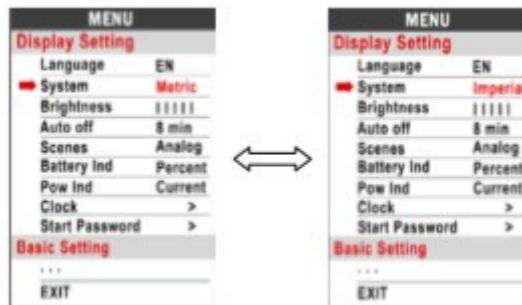 MENU
Display Setting
Language EN
System Metric
Brightness | | | | |
Auto off 8 min
Scenes Analog
Battery Ind Percent
Pow Ind Current
Clock >
Start Password >
Basic Setting
...
EXIT
MENU
Display Setting
Language EN
System Imperia
Brightness | | | | |
Auto off 8 min
Scenes Analog
Battery Ind Percent
Pow Ind Current
Clock >
Start Password >
Basic Setting
...
EXIT